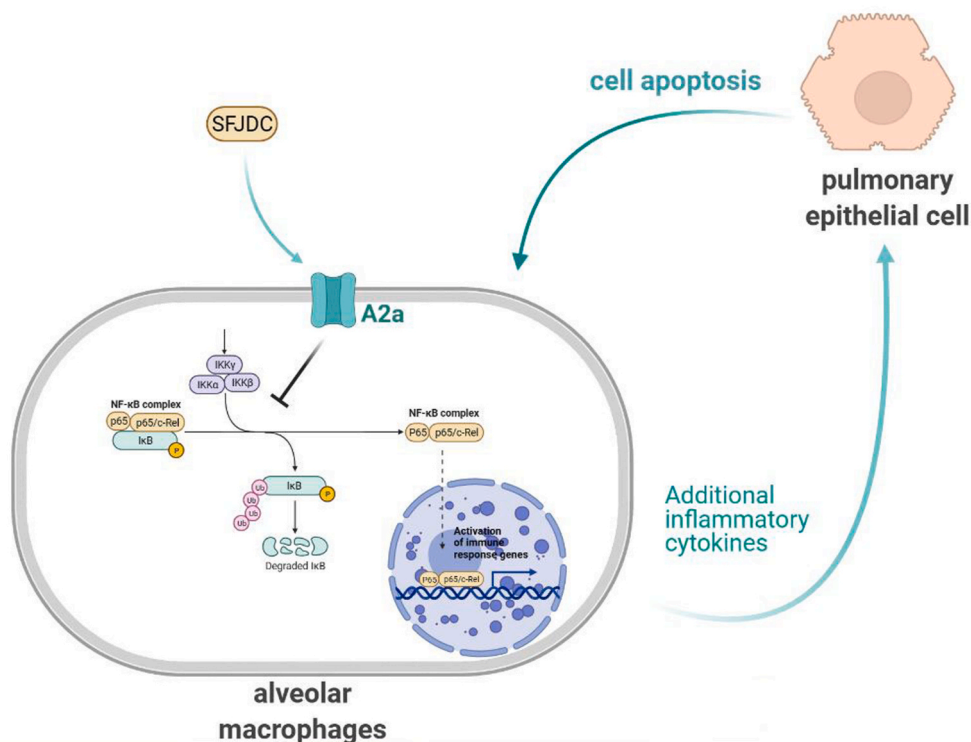 cell apoptosis
SFJDC
pulmonary
epithelial cell
A2a
IKKγ
IKKα
IKKβ
NF-κB complex
p65
p65/c-Rel
IκB
P
NF-κB complex
P65
p65/c-Rel
Ub
IκB
P
Ub
Ub
Ub
Degraded IκB
Activation
of immune
response genes
P65
p65/c-Rel
Additional
inflammatory
cytokines
alveolar
macrophages